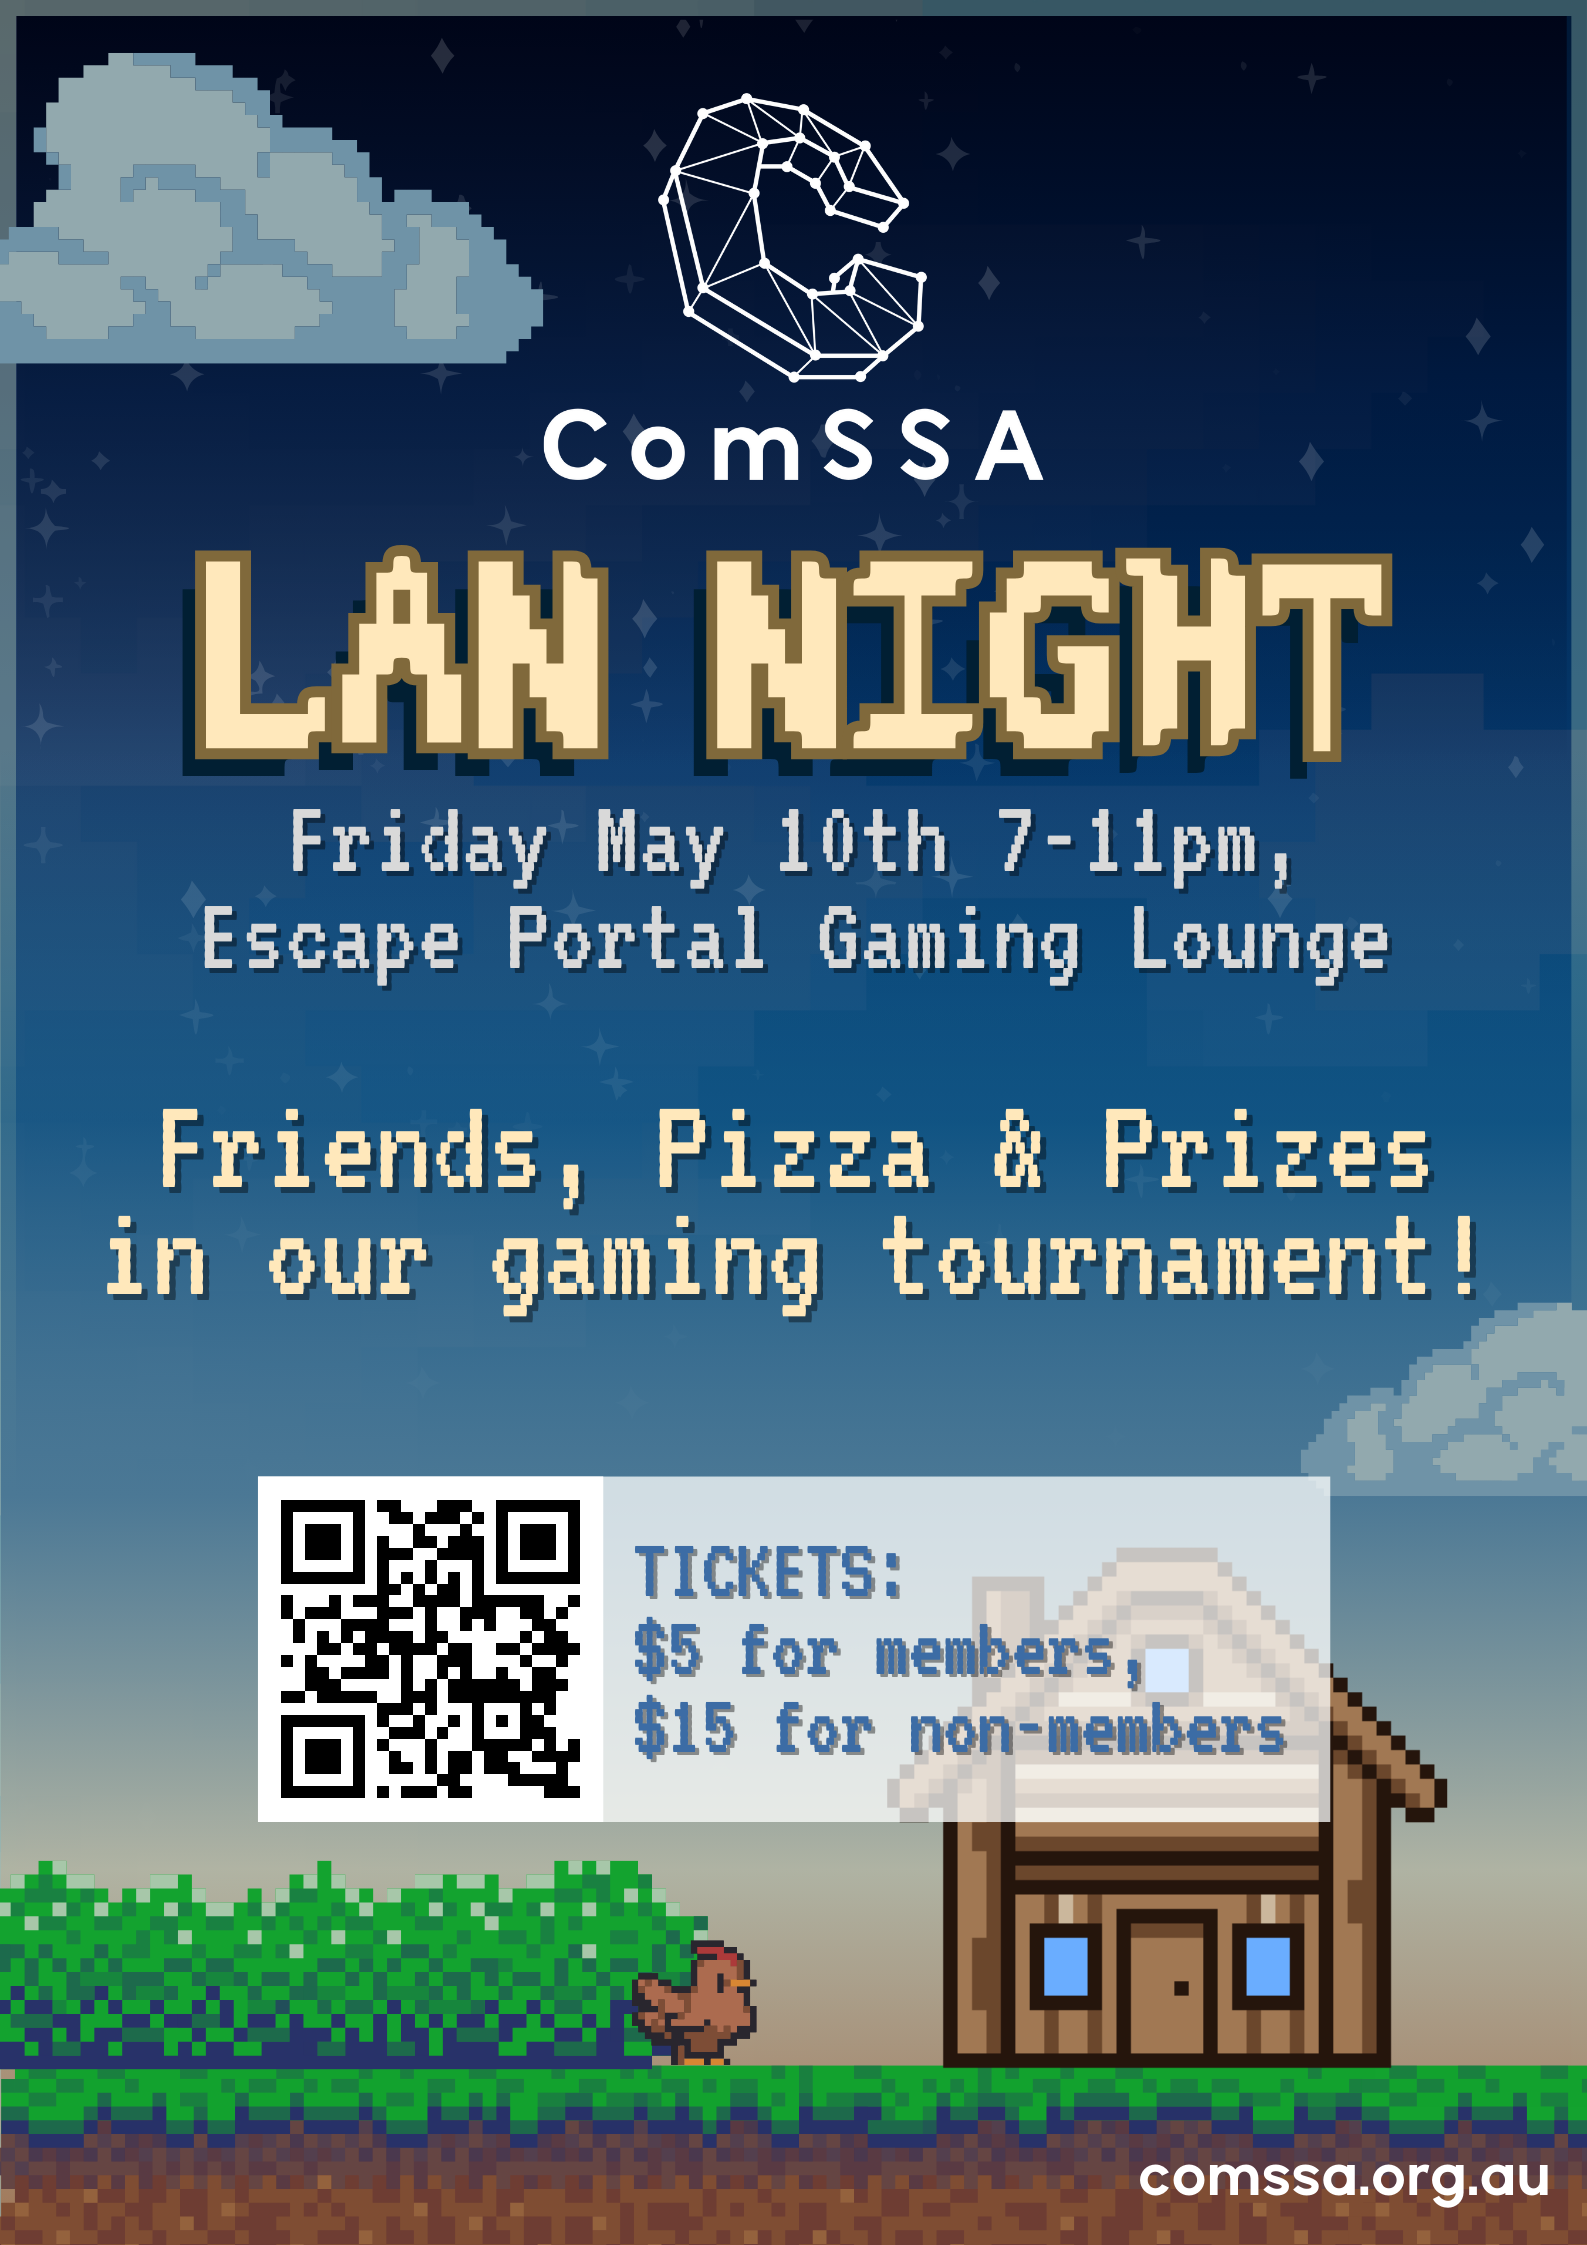 ComSSA
LAN NIGHT
Friday May 10th 7-11pm,
Escape Portal Gaming Lounge
Friends, Pizza & Prizes
in our gaming tournament!
TICKETS:
$5 for members,
$15 for non-members
comssa.org.au